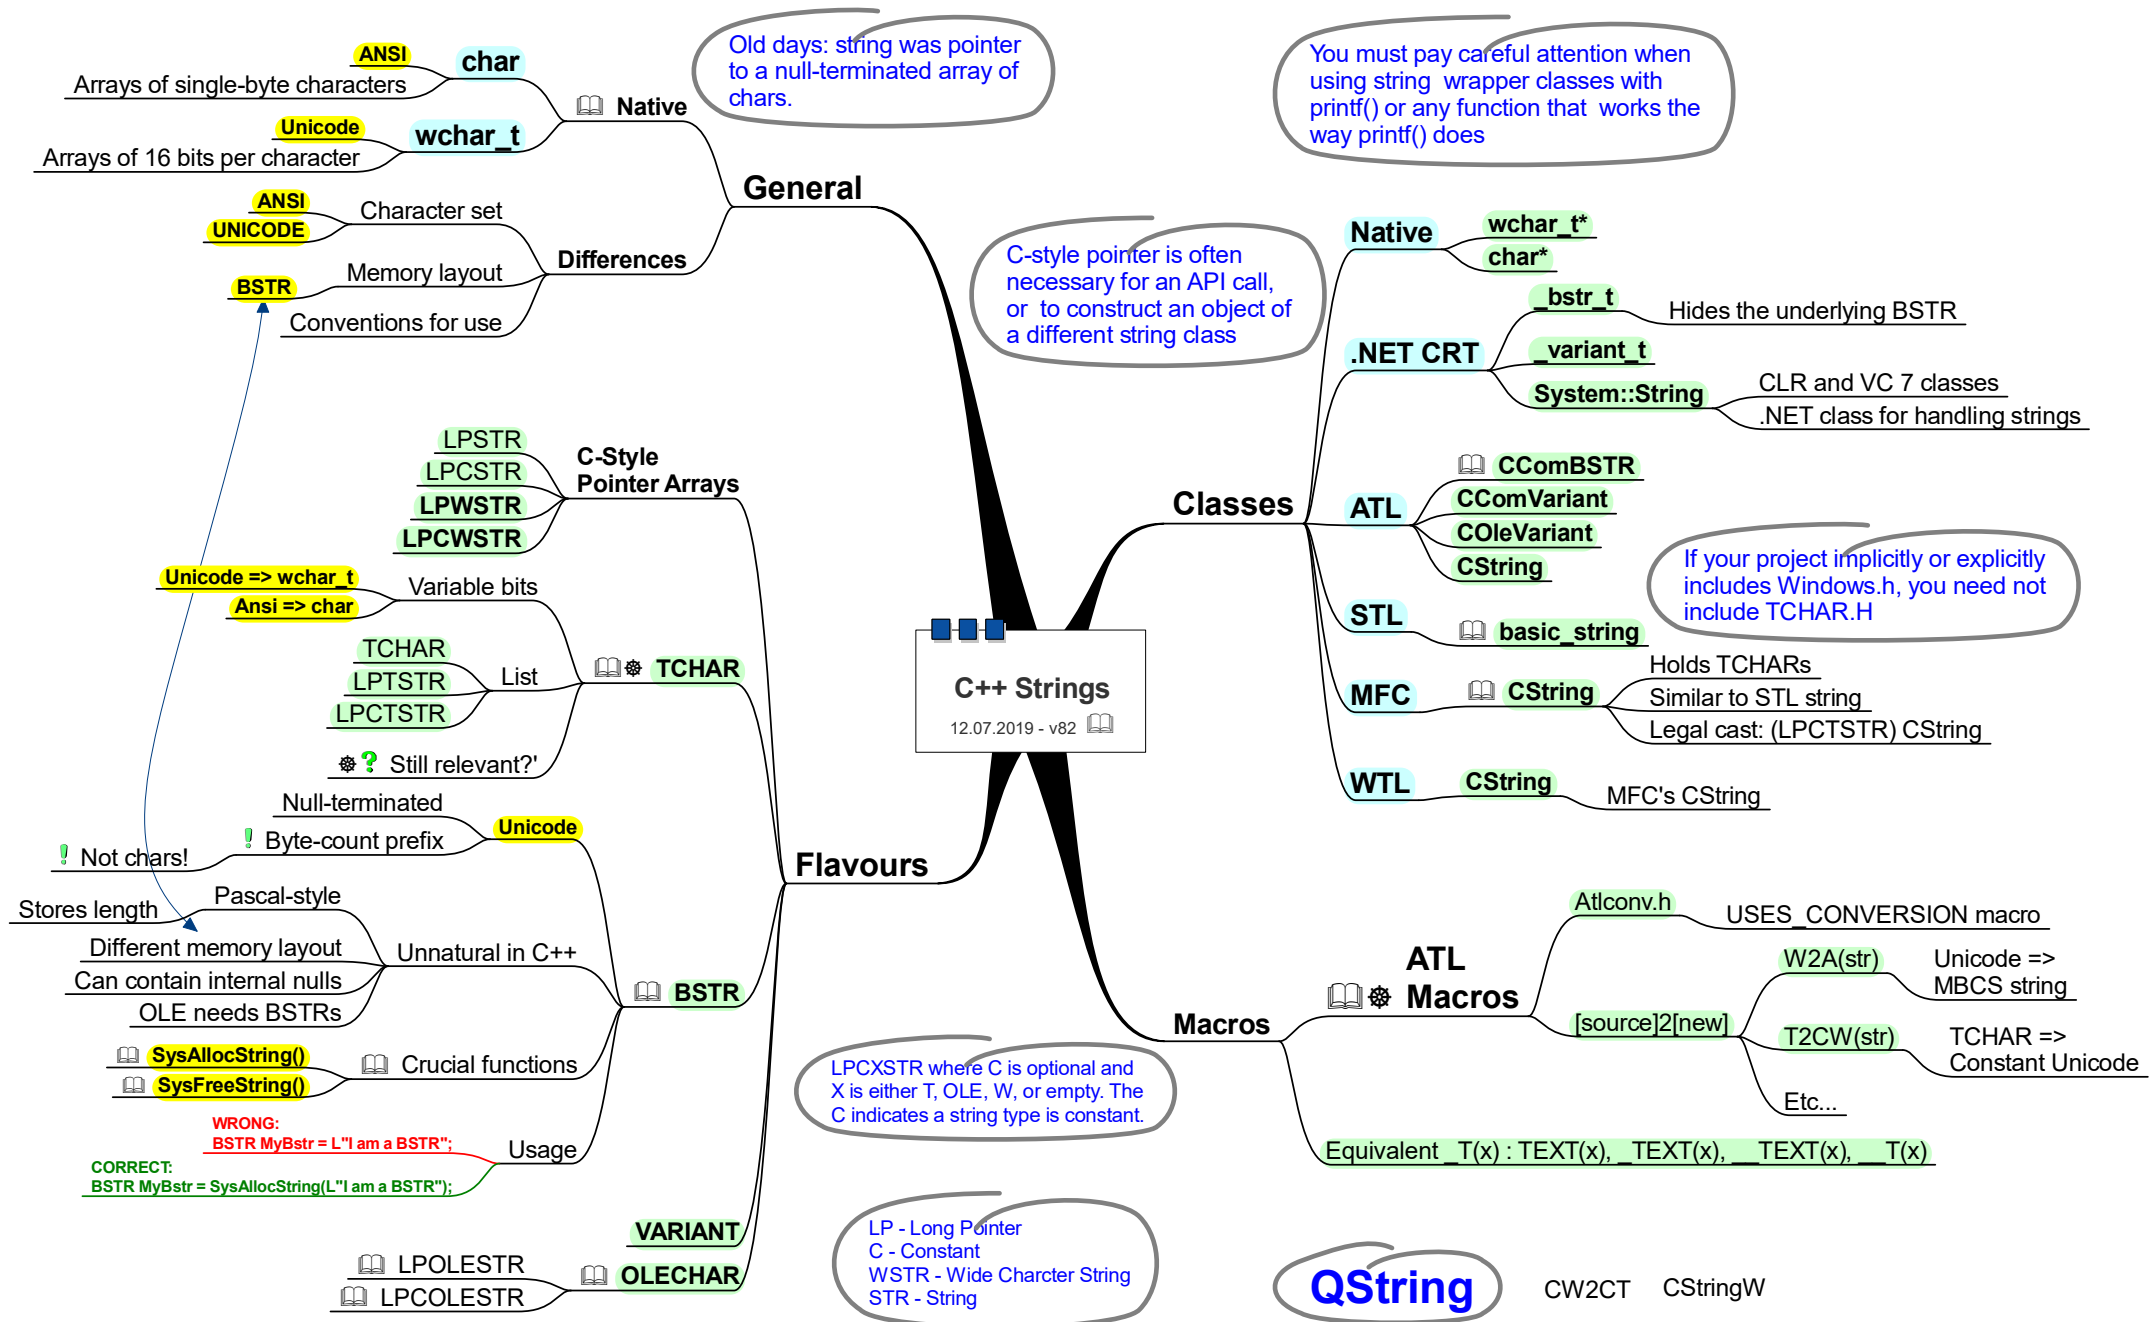 C++ Strings
12.07.2019 - v82
General
Native
char
ANSI
Arrays of single-byte characters
wchar_t
Unicode
Arrays of 16 bits per character
Differences
Character set
ANSI
UNICODE
Memory layout
BSTR
Conventions for use
Old days: string was pointer
to a null-terminated array of
chars.
You must pay careful attention when
using string  wrapper classes with
printf() or any function that  works the
way printf() does
C-style pointer is often
necessary for an API call,
or  to construct an object of
a different string class
Classes
Native
wchar_t*
char*
.NET CRT
_bstr_t
Hides the underlying BSTR
_variant_t
System::String
CLR and VC 7 classes
.NET class for handling strings
ATL
CComBSTR
CComVariant
COleVariant
CString
STL
basic_string
MFC
CString
Holds TCHARs
Similar to STL string
Legal cast: (LPCTSTR) CString
WTL
CString
MFC's CString
If your project implicitly or explicitly
includes Windows.h, you need not
include TCHAR.H
Flavours
C-Style
Pointer Arrays
LPSTR
LPCSTR
LPWSTR
LPCWSTR
TCHAR
Variable bits
Unicode => wchar_t
Ansi => char
List
TCHAR
LPTSTR
LPCTSTR
? Still relevant?'
BSTR
Unicode
Null-terminated
! Byte-count prefix
! Not chars!
Unnatural in C++
Pascal-style
Stores length
Different memory layout
Can contain internal nulls
OLE needs BSTRs
Crucial functions
SysAllocString()
SysFreeString()
Usage
WRONG:
BSTR MyBstr = L"I am a BSTR";
CORRECT:
BSTR MyBstr = SysAllocString(L"I am a BSTR");
VARIANT
OLECHAR
LPOLESTR
LPCOLESTR
Macros
ATL
Macros
Atlconv.h
USES_CONVERSION macro
[source]2[new]
W2A(str)
Unicode =>
MBCS string
T2CW(str)
TCHAR =>
Constant Unicode
Etc...
Equivalent _T(x) : TEXT(x), _TEXT(x), __TEXT(x), __T(x)
LPCXSTR where C is optional and
X is either T, OLE, W, or empty. The
C indicates a string type is constant.
LP - Long Pointer
C - Constant
WSTR - Wide Charcter String
STR - String
QString
CW2CT
CStringW